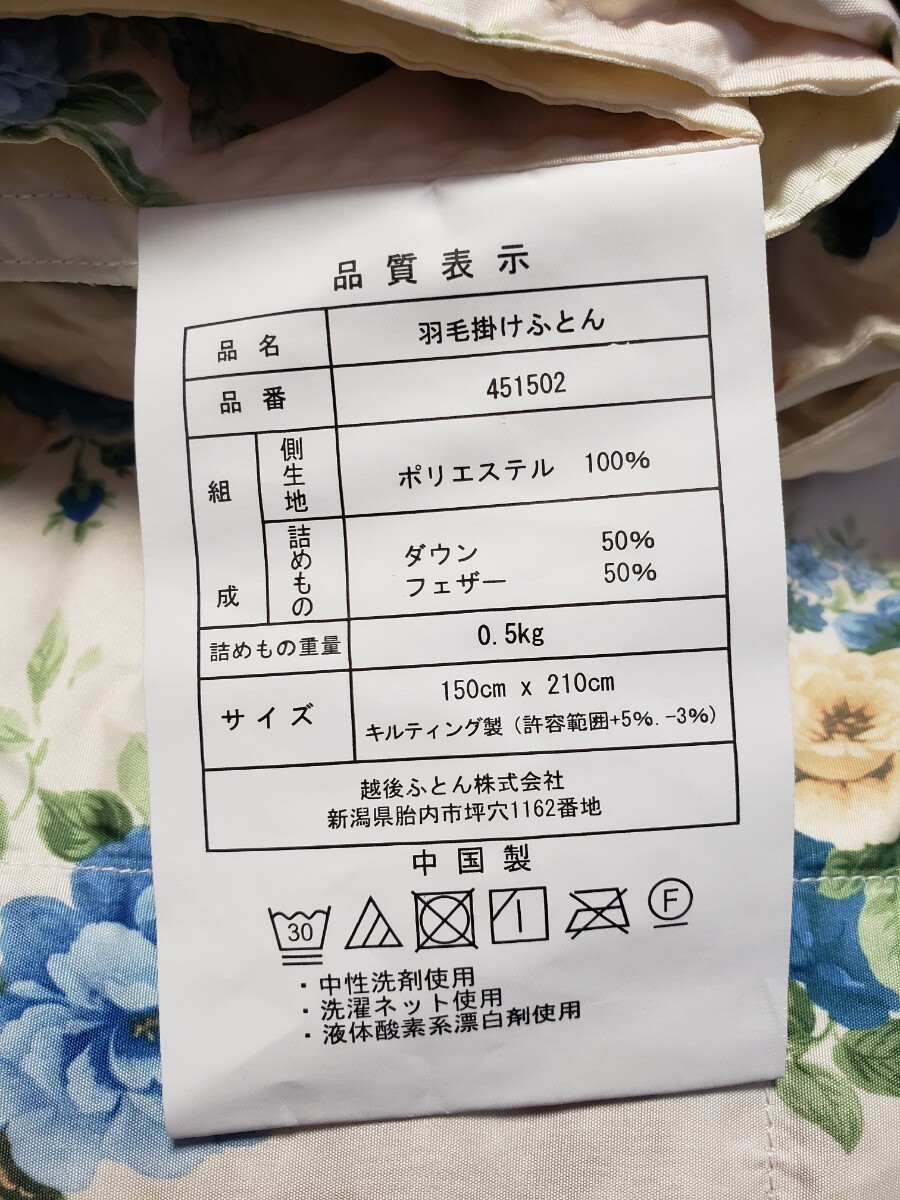 品質表示
品名 羽毛掛けふとん
品番 451502
組成 側生地 ポリエステル 100%
詰めもの ダウン 50%
フェザー 50%
詰めもの重量 0.5kg
サイズ 150cm x 210cm
キルティング製（許容範囲+5%.-3%）
越後ふとん株式会社
新潟県胎内市坪穴1162番地
中国製
30 F
・中性洗剤使用
・洗濯ネット使用
・液体酸素系漂白剤使用